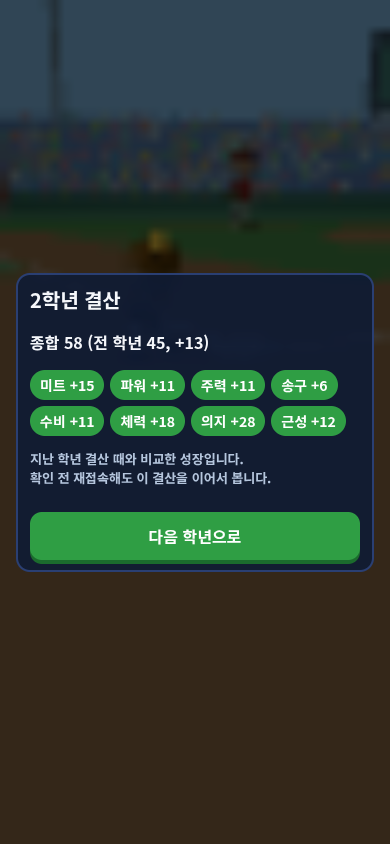 2학년 결산
종합 58 (전 학년 45, +13)
미트 +15 파워 +11 주력 +11 송구 +6
수비 +11 체력 +18 의지 +28 근성 +12
지난 학년 결산 때와 비교한 성장입니다.
확인 전 재접속해도 이 결산을 이어서 봅니다.
다음 학년으로